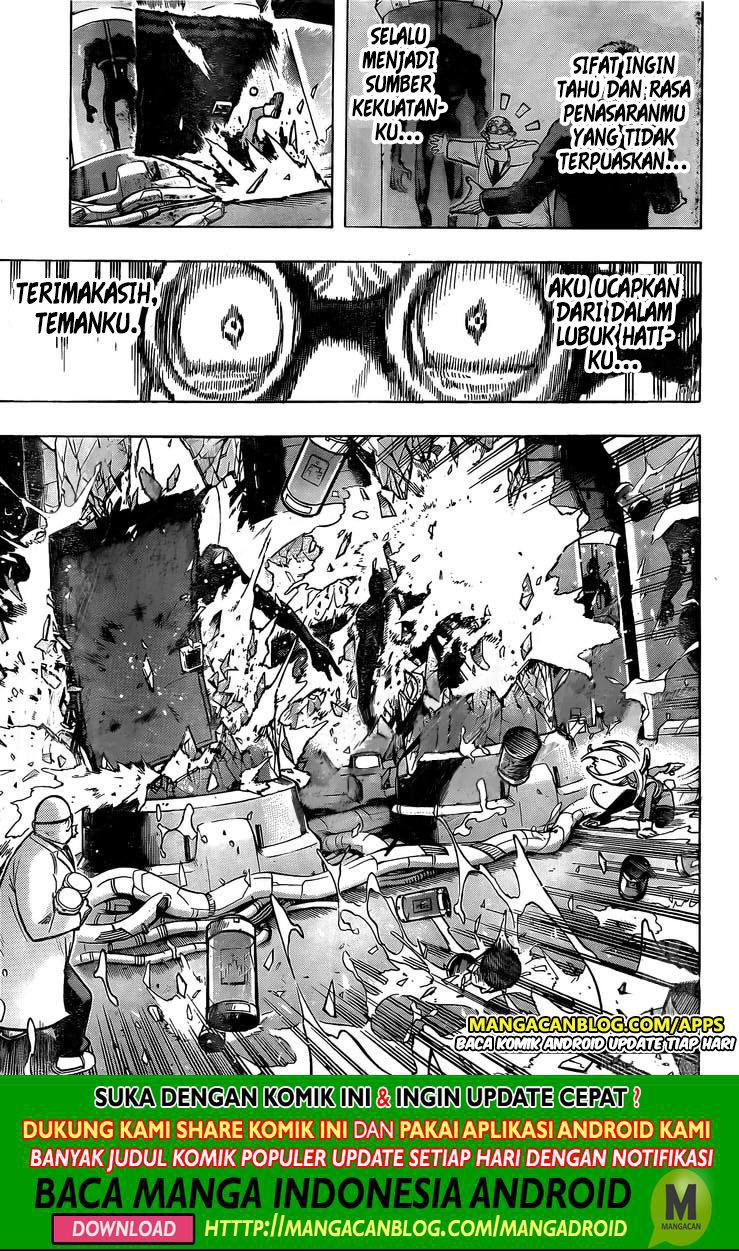 SIFAT INGIN
TAHU DAN RASA
PENASARANMU
YANG TIDAK
TERPUASKAN...
SELALU
MENJADI
SUMBER
KEKUATAN-
KU...
AKU UCAPKAN
DARI DALAM
LUBUK HATI-
KU...
TERIMAKASIH,
TEMANKU.
MANGACANBLOG.COM/APPS
BACA KOMIK ANDROID UPDATE TIAP HARI
SUKA DENGAN KOMIK INI & INGIN UPDATE CEPAT ?
DUKUNG KAMI SHARE KOMIK INI DAN PAKAI APLIKASI ANDROID KAMI
BANYAK JUDUL KOMIK POPULER UPDATE SETIAP HARI DENGAN NOTIFIKASI
BACA MANGA INDONESIA ANDROID
DOWNLOAD HTTTP://MANGACANBLOG.COM/MANGADROID
M
MANGACAN